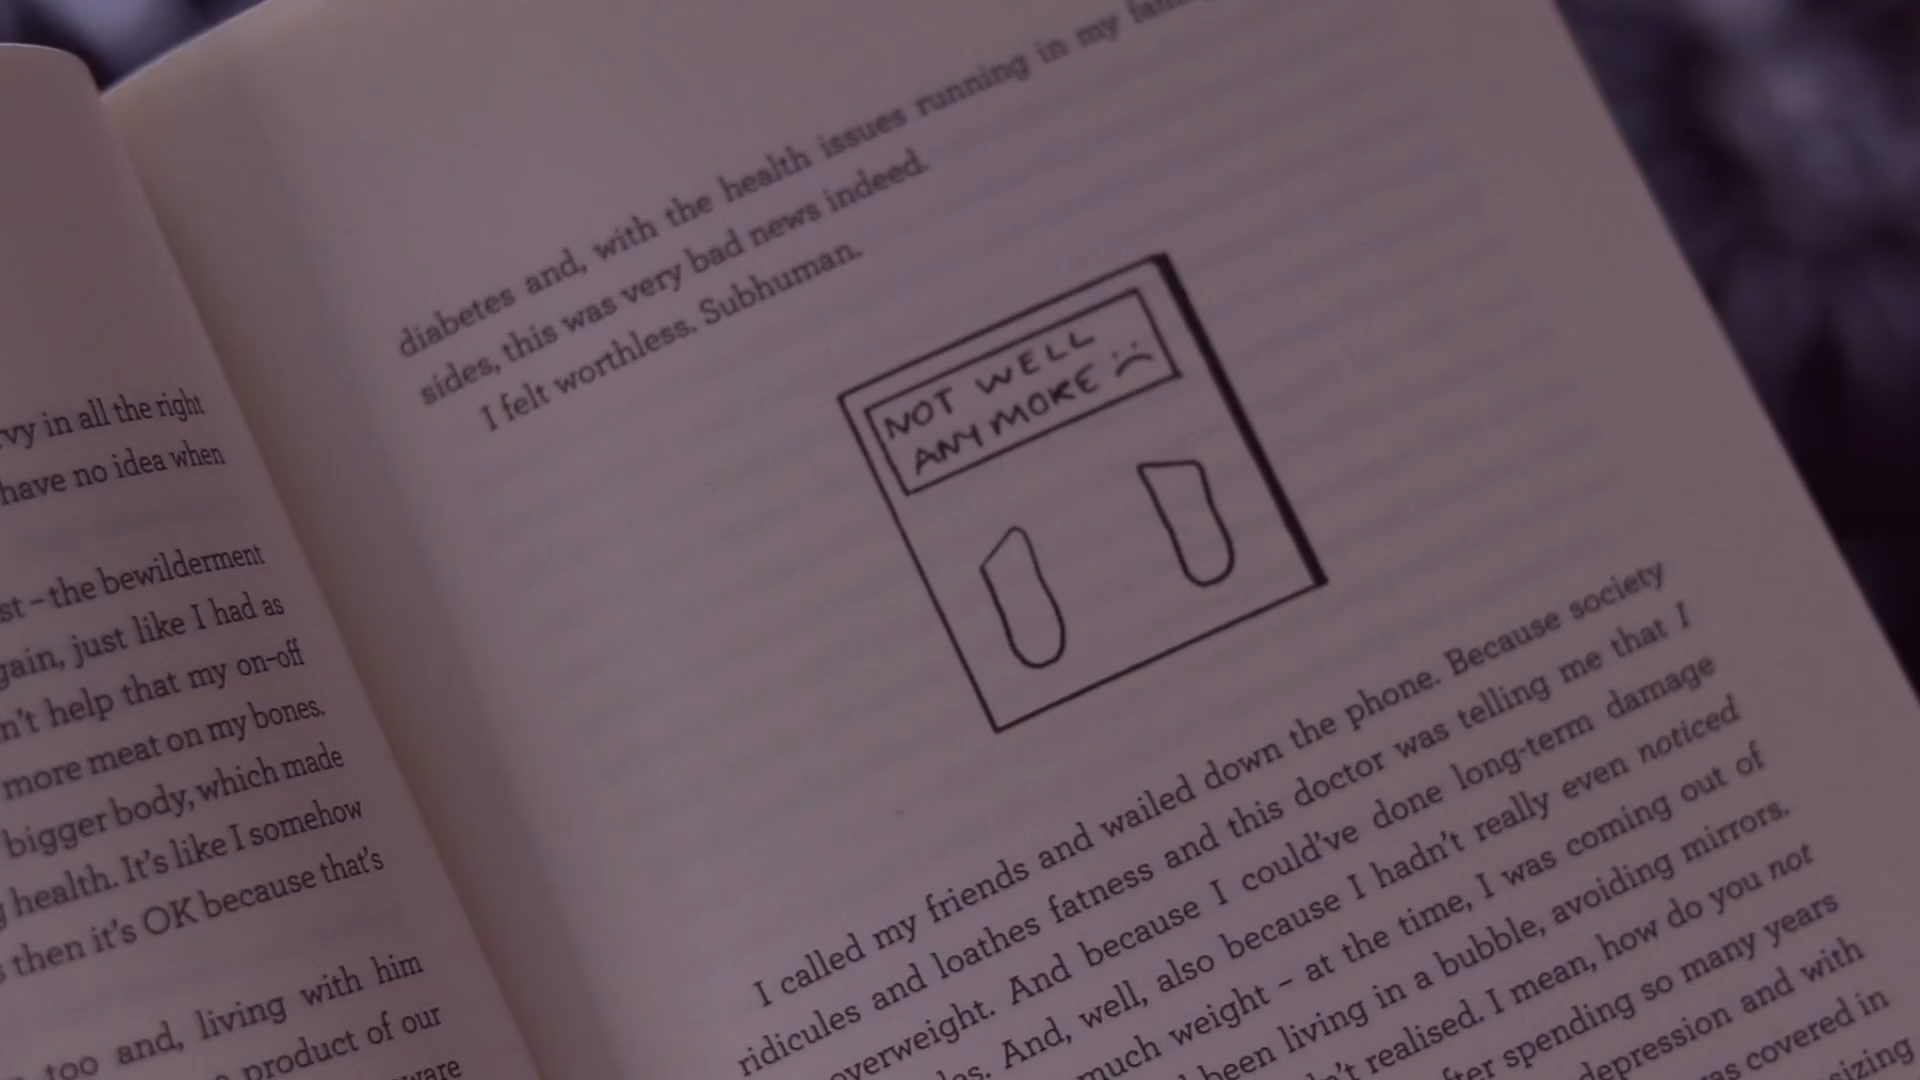 vy in all the right
have no idea when
st – the bewilderment
gain, just like I had as
n't help that my on-off
more meat on my bones.
bigger body, which made
health. It's like I somehow
then it's OK because that's
too and, living with him
product of our
ware
diabetes and, with the health issues running in my
sides, this was very bad news indeed.
I felt worthless. Subhuman.
NOT WELL
ANYMORE :(
I called my friends and wailed down the phone. Because society
ridicules and loathes fatness and this doctor was telling me that I
overweight. And because I could've done long-term damage
And, well, also because I hadn't really even noticed
much weight – at the time, I was coming out of
been living in a bubble, avoiding mirrors.
realised. I mean, how do you not
spending so many years
depression and with
covered in